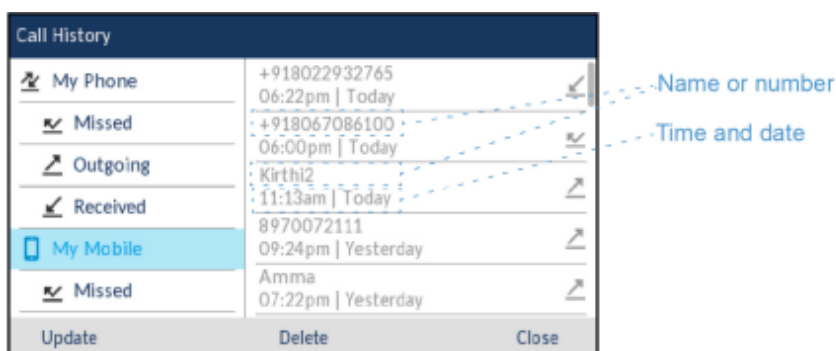 Call History
My Phone
Missed
Outgoing
Received
My Mobile
Missed
+918022932765
06:22pm | Today
+918067086100
06:00pm | Today
Kirthi2
11:13am | Today
8970072111
09:24pm | Yesterday
Amma
07:22pm | Yesterday
Update Delete Close
Name or number
Time and date